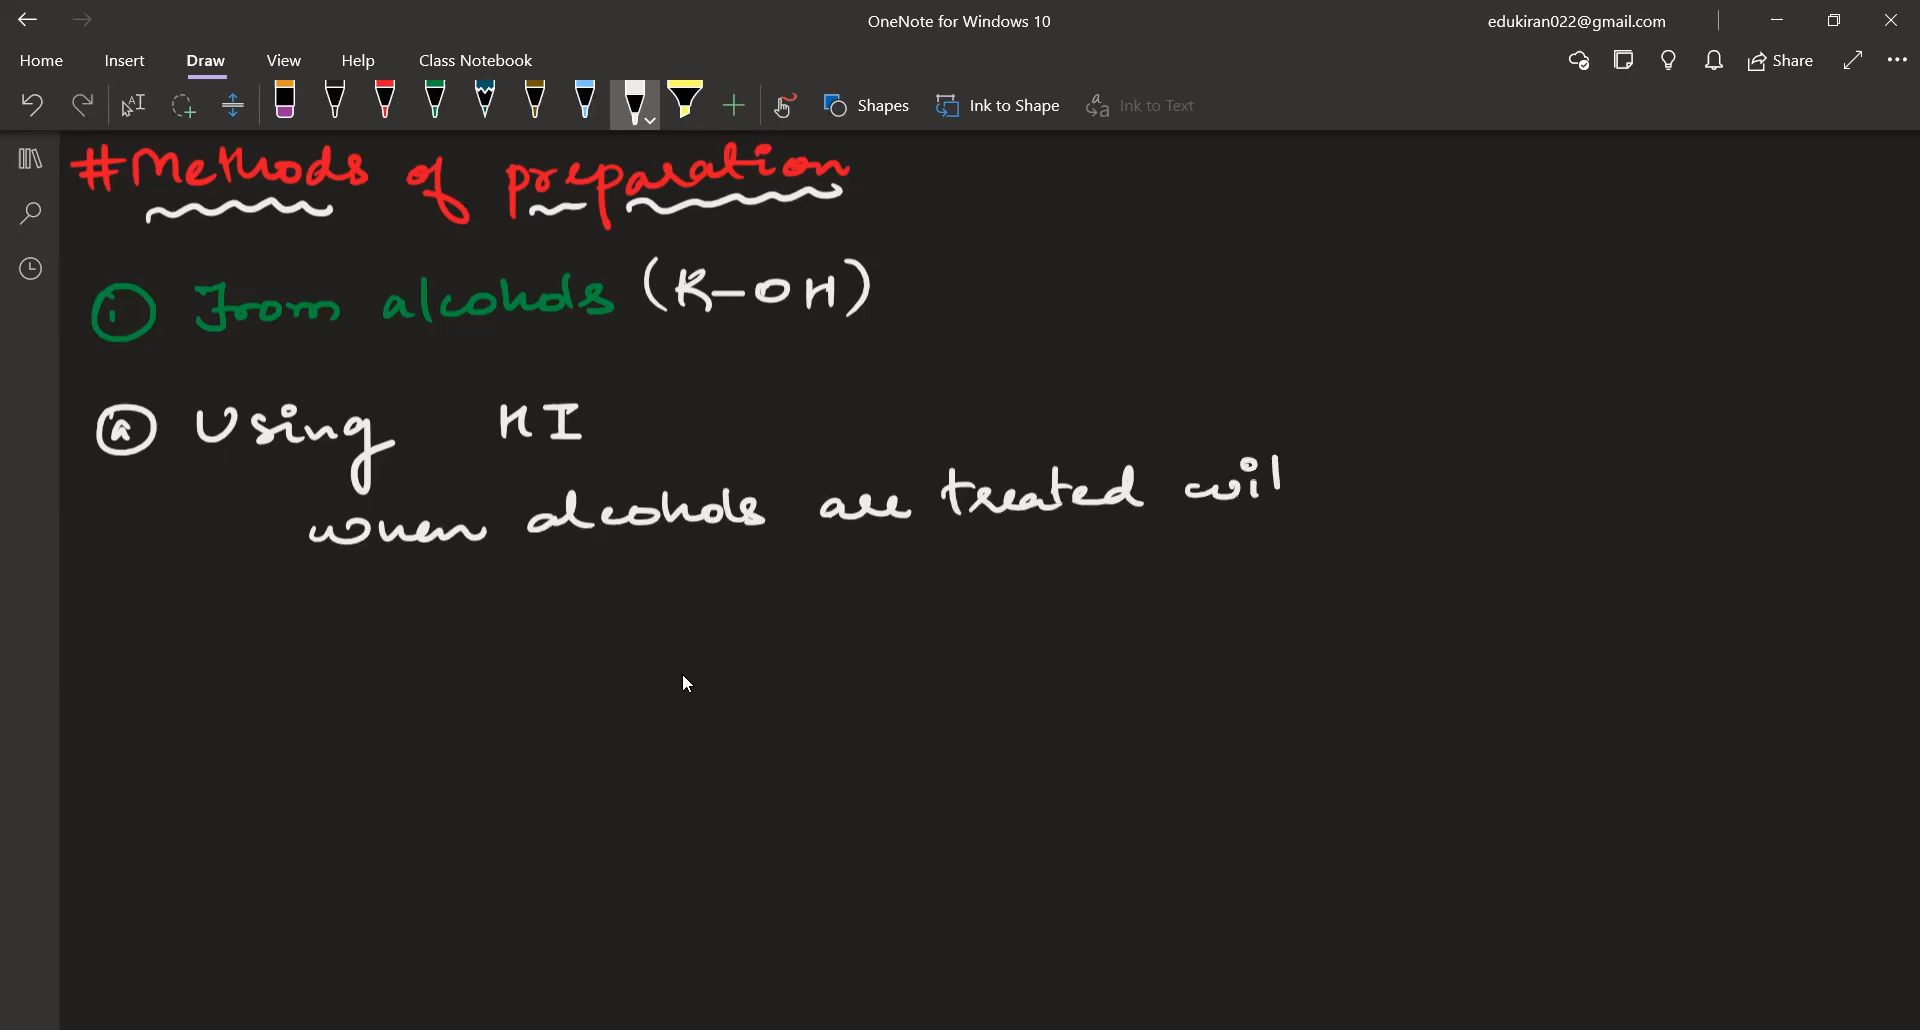 OneNote for Windows 10
edukiran022@gmail.com
Home Insert Draw View Help Class Notebook
Share
Shapes Ink to Shape Ink to Text
#Methods of preparation
1 From alcohols (R-OH)
a Using HI
when alcohols are treated wil